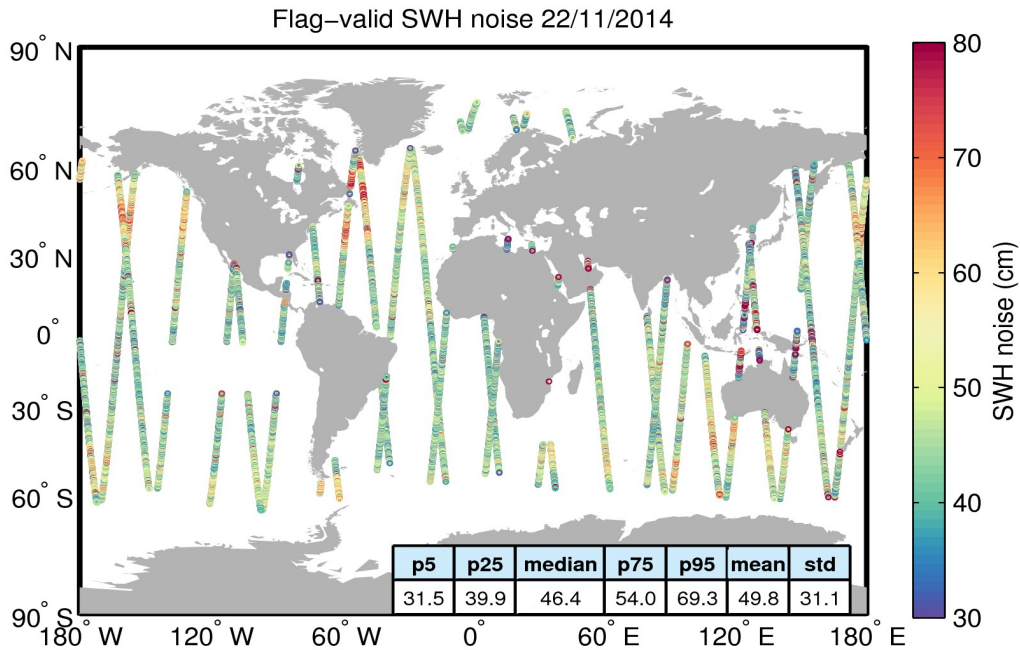 Flag−valid SWH noise 22/11/2014
90° N
60° N
30° N
0°
30° S
60° S
90° S
180° W
120° W
60° W
0°
60° E
120° E
180° E
80
70
60
50
40
30
SWH noise (cm)
p5 p25 median p75 p95 mean std
31.5 39.9 46.4 54.0 69.3 49.8 31.1